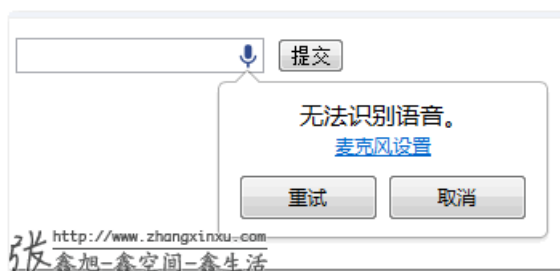 提交
无法识别语音。
麦克风设置
重试
取消
张
http://www.zhangxinxu.com
鑫旭-鑫空间-鑫生活